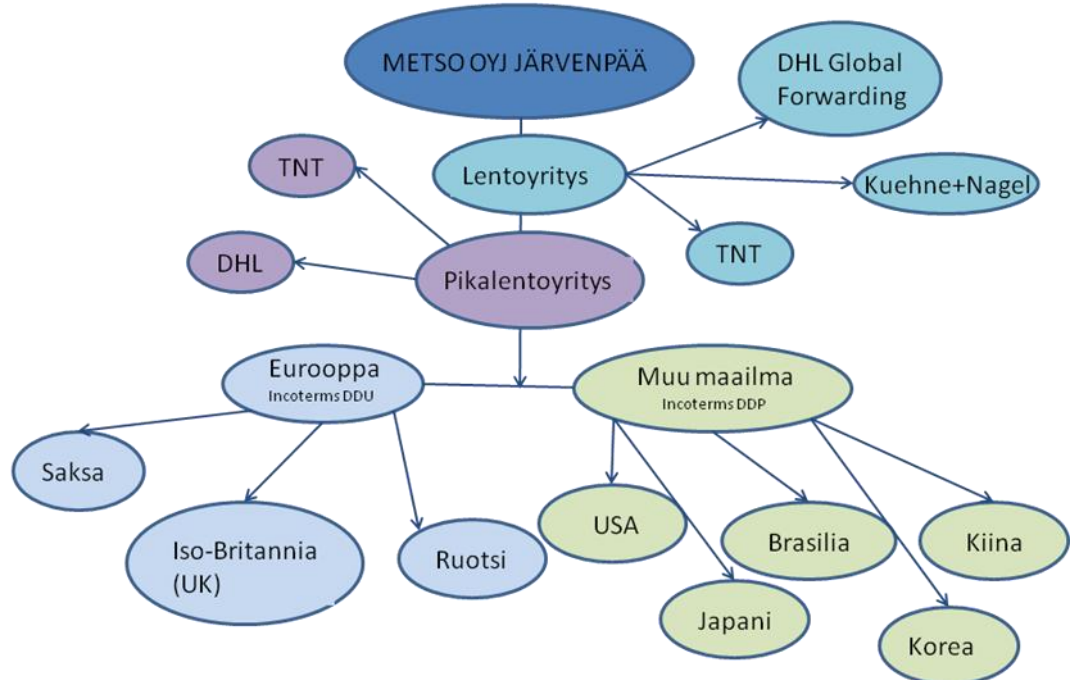 METSO OYJ JÄRVENPÄÄ
DHL Global
Forwarding
TNT
Lentoyritys
Kuehne+Nagel
TNT
DHL
Pikalentoyritys
Eurooppa
Incoterms DDU
Muu maailma
Incoterms DDP
Saksa
Iso-Britannia
(UK)
Ruotsi
USA
Brasilia
Kiina
Japani
Korea